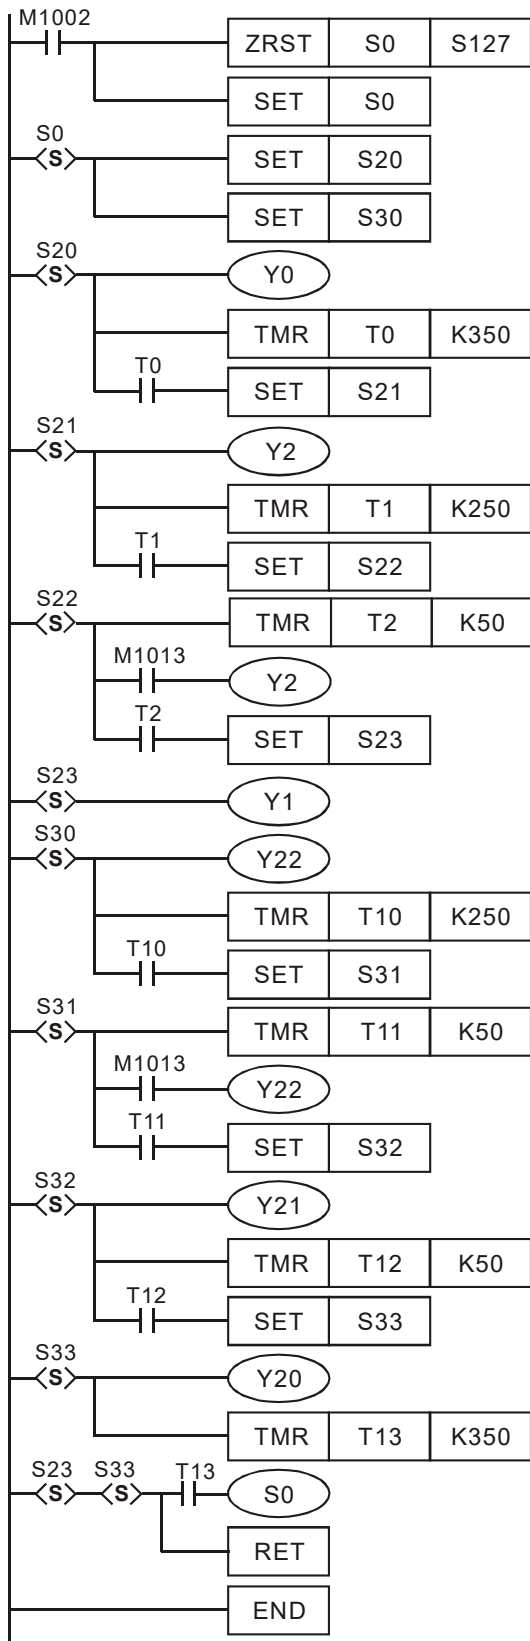 M1002
ZRST S0 S127
SET S0
S0
S SET S20
SET S30
S20
S Y0
TMR T0 K350
T0
SET S21
S21
S Y2
TMR T1 K250
T1
SET S22
S22
S TMR T2 K50
M1013
Y2
T2
SET S23
S23
S Y1
S30
S Y22
TMR T10 K250
T10
SET S31
S31
S TMR T11 K50
M1013
Y22
T11
SET S32
S32
S Y21
TMR T12 K50
T12
SET S33
S33
S Y20
TMR T13 K350
S23 S33 T13
S S S0
RET
END